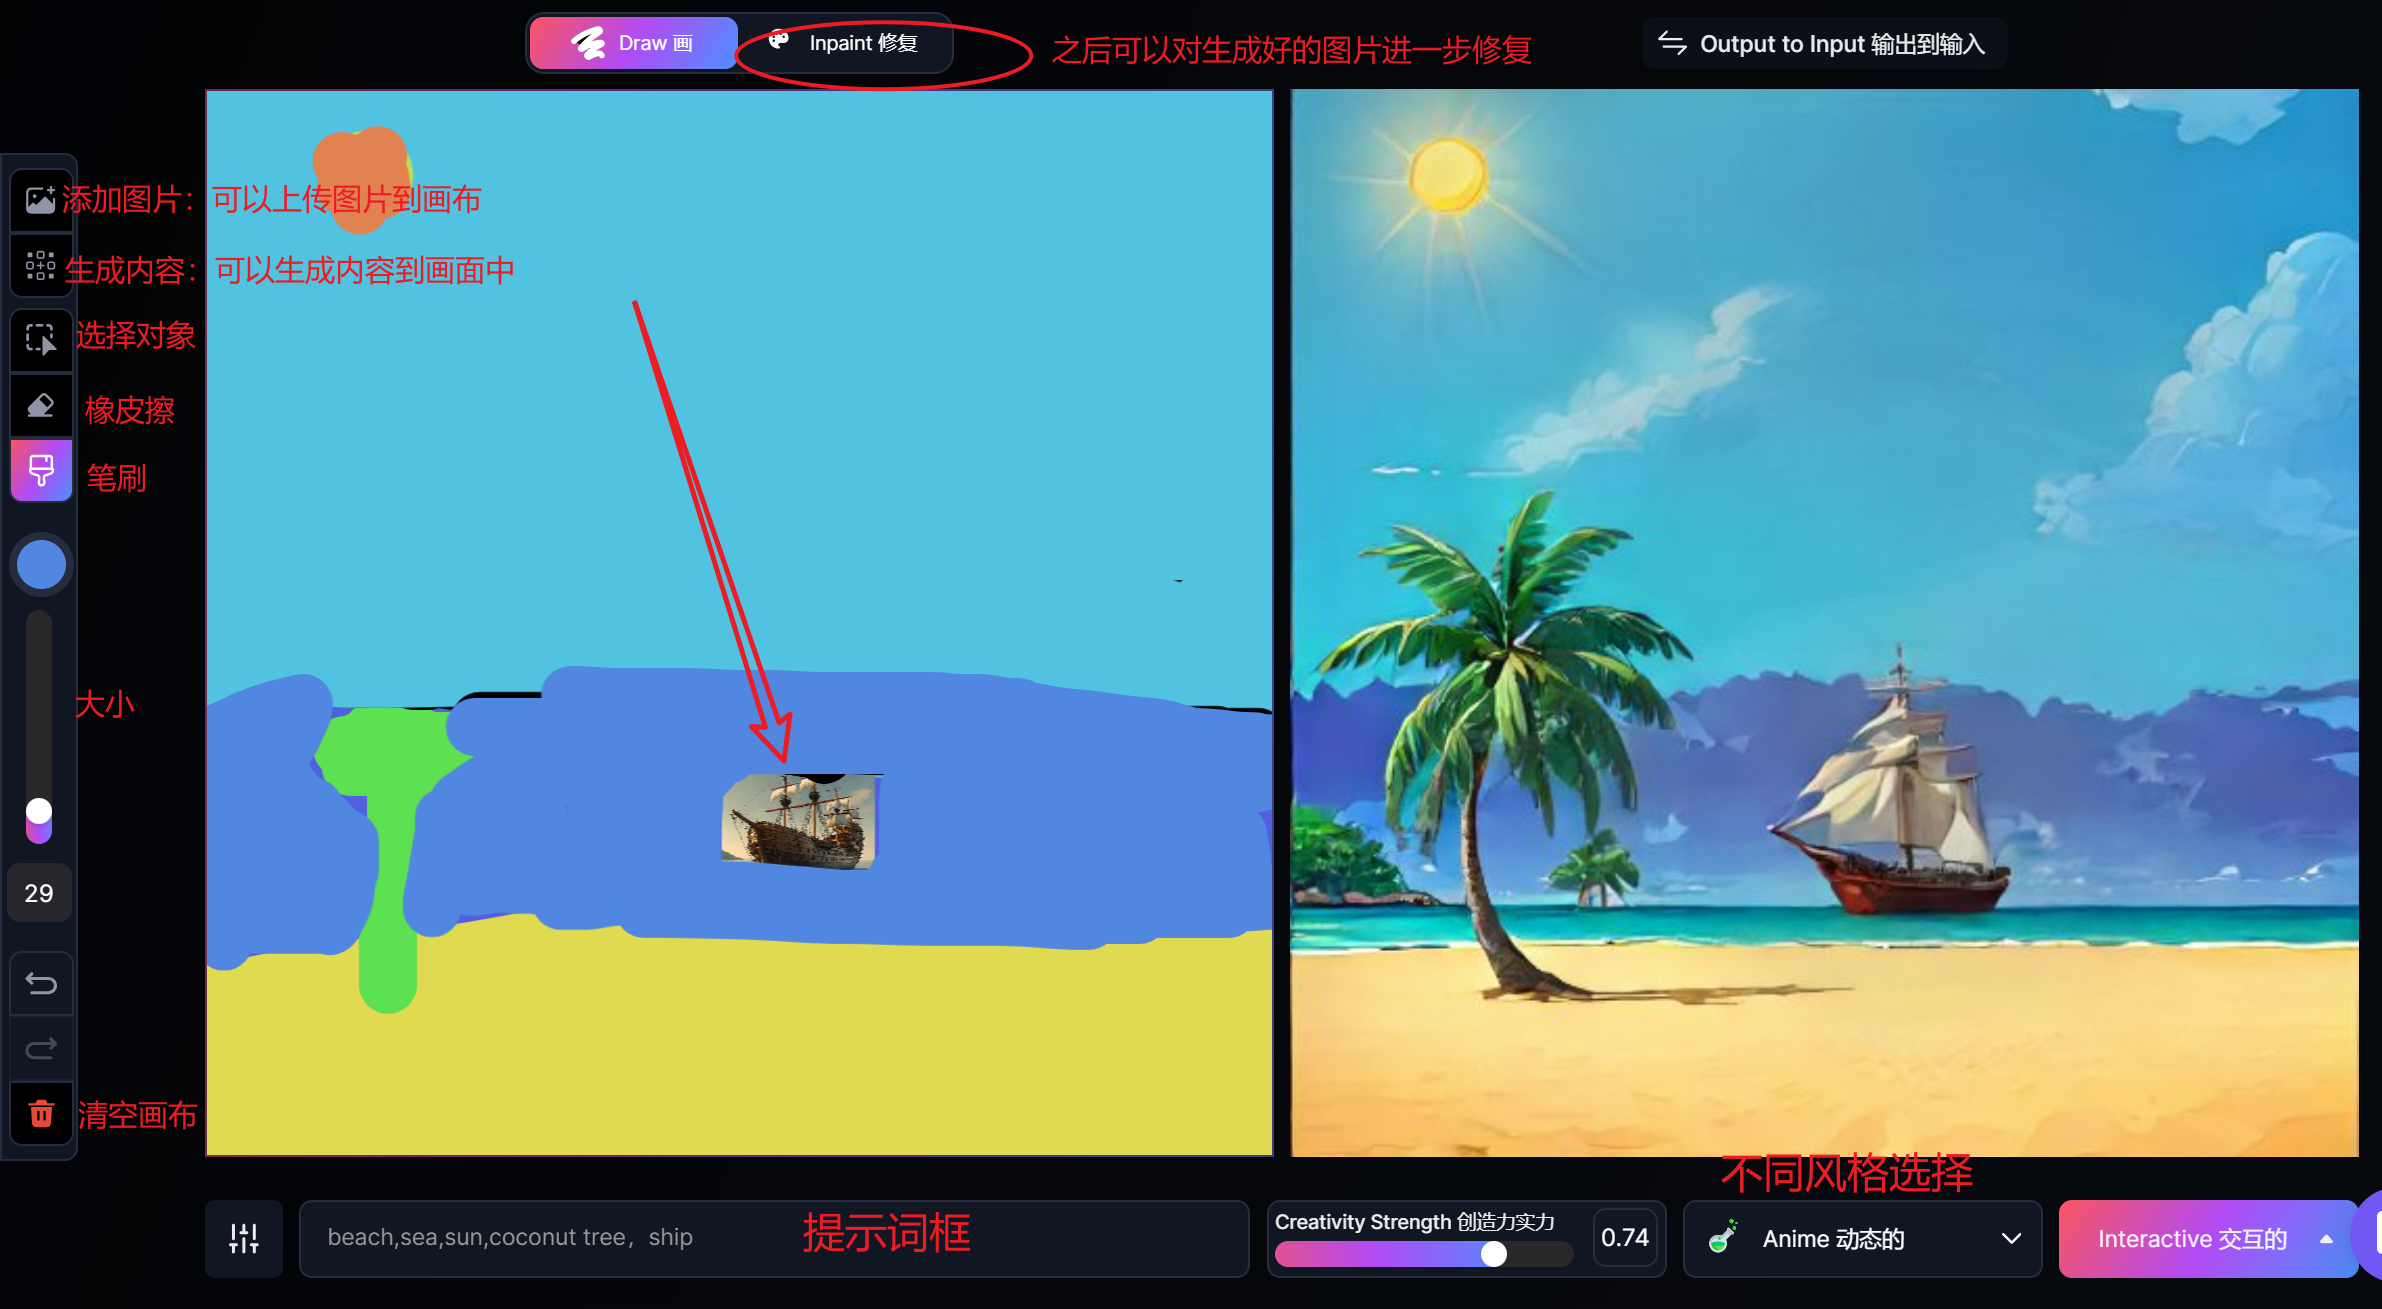 Draw 画
Inpaint 修复
之后可以对生成好的图片进一步修复
Output to Input 输出到输入
添加图片：可以上传图片到画布
生成内容：可以生成内容到画面中
选择对象
橡皮擦
笔刷
大小
29
清空画布
不同风格选择
beach,sea,sun,coconut tree，ship
提示词框
Creativity Strength 创造力实力
0.74
Anime 动态的
Interactive 交互的